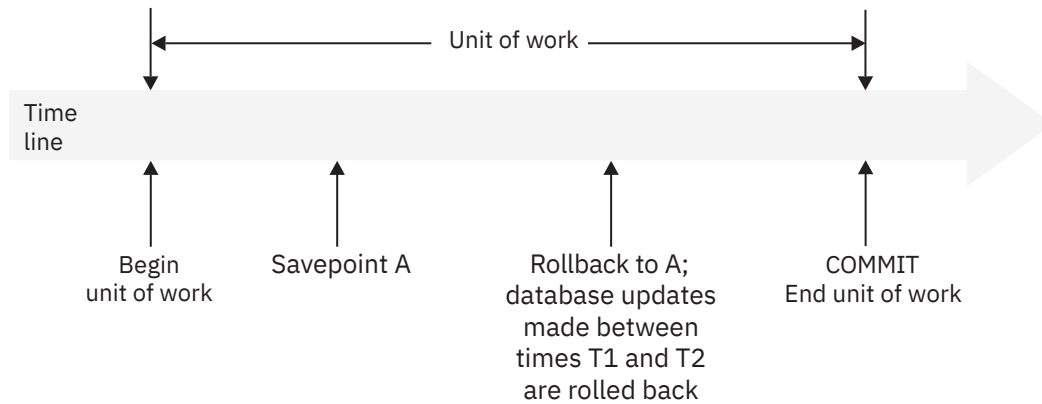 Unit of work
Time
line
Begin
unit of work
Savepoint A
Rollback to A;
database updates
made between
times T1 and T2
are rolled back
COMMIT
End unit of work